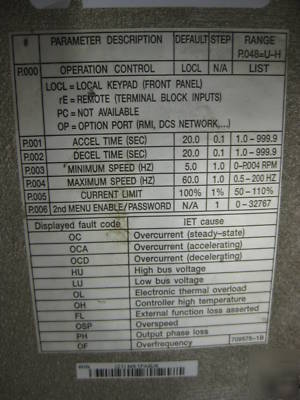 # PARAMETER DESCRIPTION DEFAULT STEP RANGE P.048=U-H
P.000 OPERATION CONTROL LOCL N/A LIST
LOCL = LOCAL KEYPAD (FRONT PANEL)
rE = REMOTE (TERMINAL BLOCK INPUTS)
PC = NOT AVAILABLE
OP = OPTION PORT (RMI, DCS NETWORK,...)
P.001 ACCEL TIME (SEC) 20.0 0.1 1.0 - 999.9
P.002 DECEL TIME (SEC) 20.0 0.1 1.0 - 999.9
P.003 MINIMUM SPEED (HZ) 5.0 1.0 0-P.004 RPM
P.004 MAXIMUM SPEED (HZ) 60.0 1.0 0.5 - 200 HZ
P.005 CURRENT LIMIT 100% 1% 50 - 110%
P.006 2nd MENU ENABLE/PASSWORD N/A 1 0 - 32767
Displayed fault code IET cause
OC Overcurrent (steady-state)
OCA Overcurrent (accelerating)
OCD Overcurrent (decelerating)
HU High bus voltage
LU Low bus voltage
OL Electronic thermal overload
OH Controller high temperature
FL External function loss asserted
OSP Overspeed
PH Output phase loss
OF Overfrequency 709578-1B